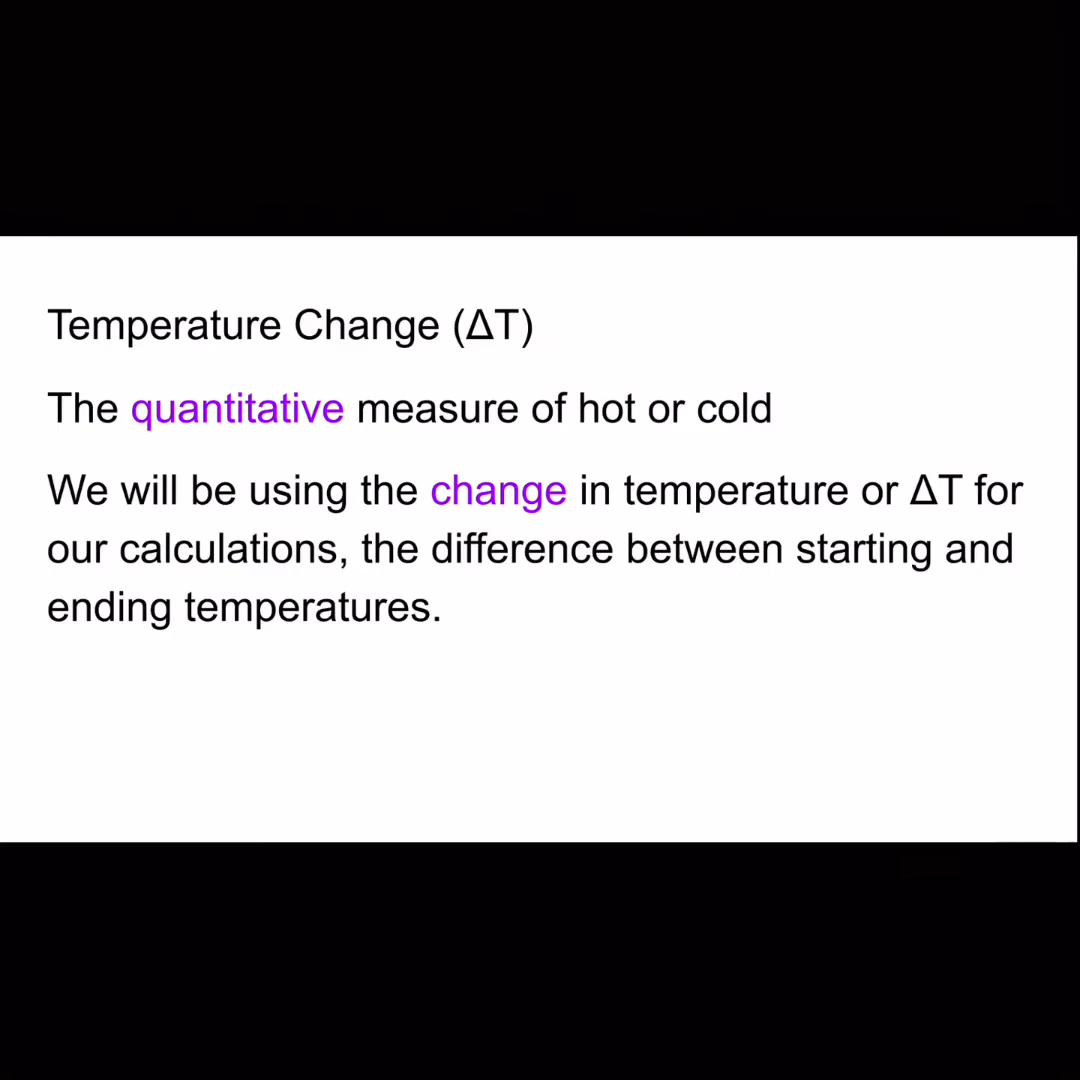 Temperature Change (ΔT)
The quantitative measure of hot or cold
We will be using the change in temperature or ΔT for
our calculations, the difference between starting and
ending temperatures.